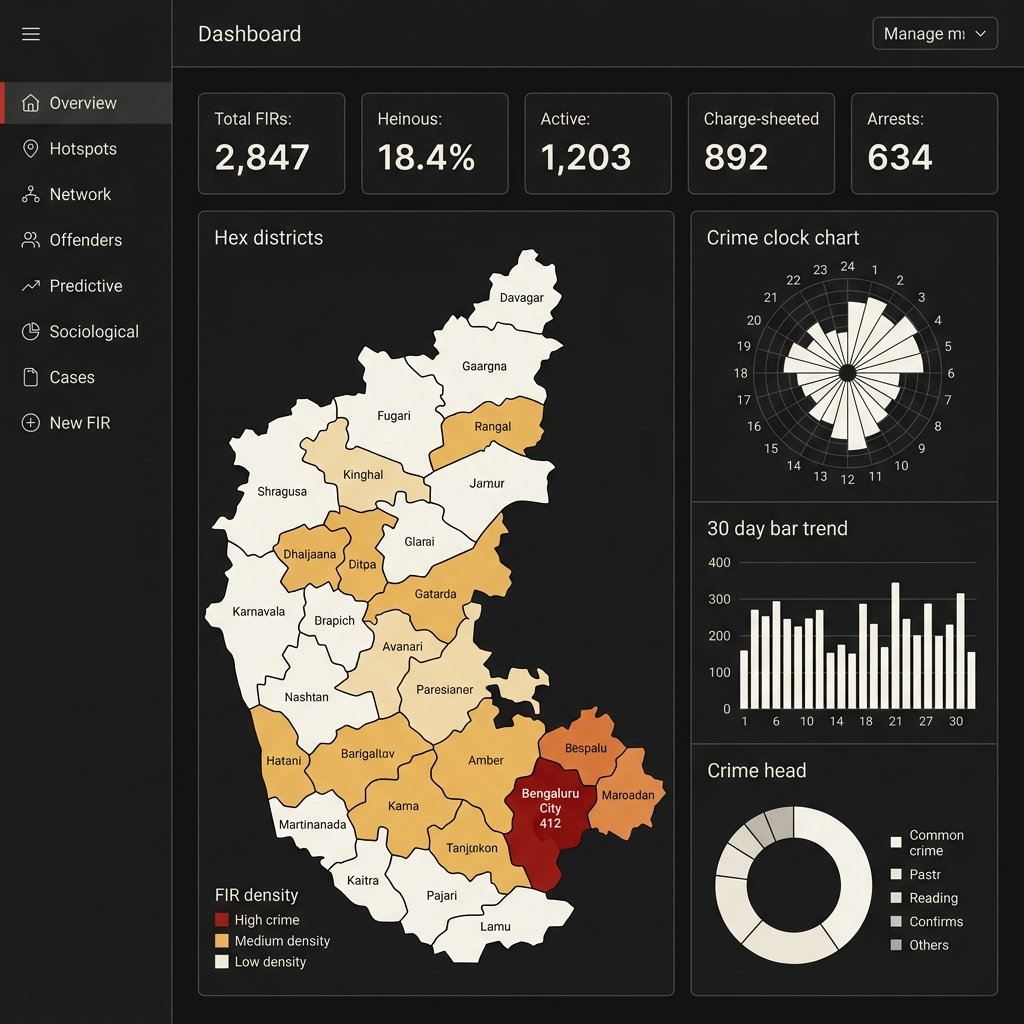 Dashboard
Manage m
Overview
Hotspots
Network
Offenders
Predictive
Sociological
Cases
New FIR
Total FIRs:
2,847
Heinous:
18.4%
Active:
1,203
Charge-sheeted
892
Arrests:
634
Hex districts
Davagar
Gaargna
Fugari
Rangal
Kinghal
Jamur
Shragusa
Glarai
Dhaljaana
Ditpa
Gatarda
Karnavala
Drapich
Avanari
Nashtan
Paresianer
Hatani
Barigaltav
Amber
Bespalu
Bengaluru
City
412
Maroadan
Kama
Martinanada
Tanjnkon
Kaitra
Pajari
Lamu
FIR density
High crime
Medium density
Low density
Crime clock chart
24
1
2
3
4
5
6
7
8
9
10
11
12
13
14
15
16
17
18
19
20
21
22
23
30 day bar trend
400
300
200
100
0
1 6 10 14 18 21 27 30
Crime head
Common
crime
Pastr
Reading
Confirms
Others